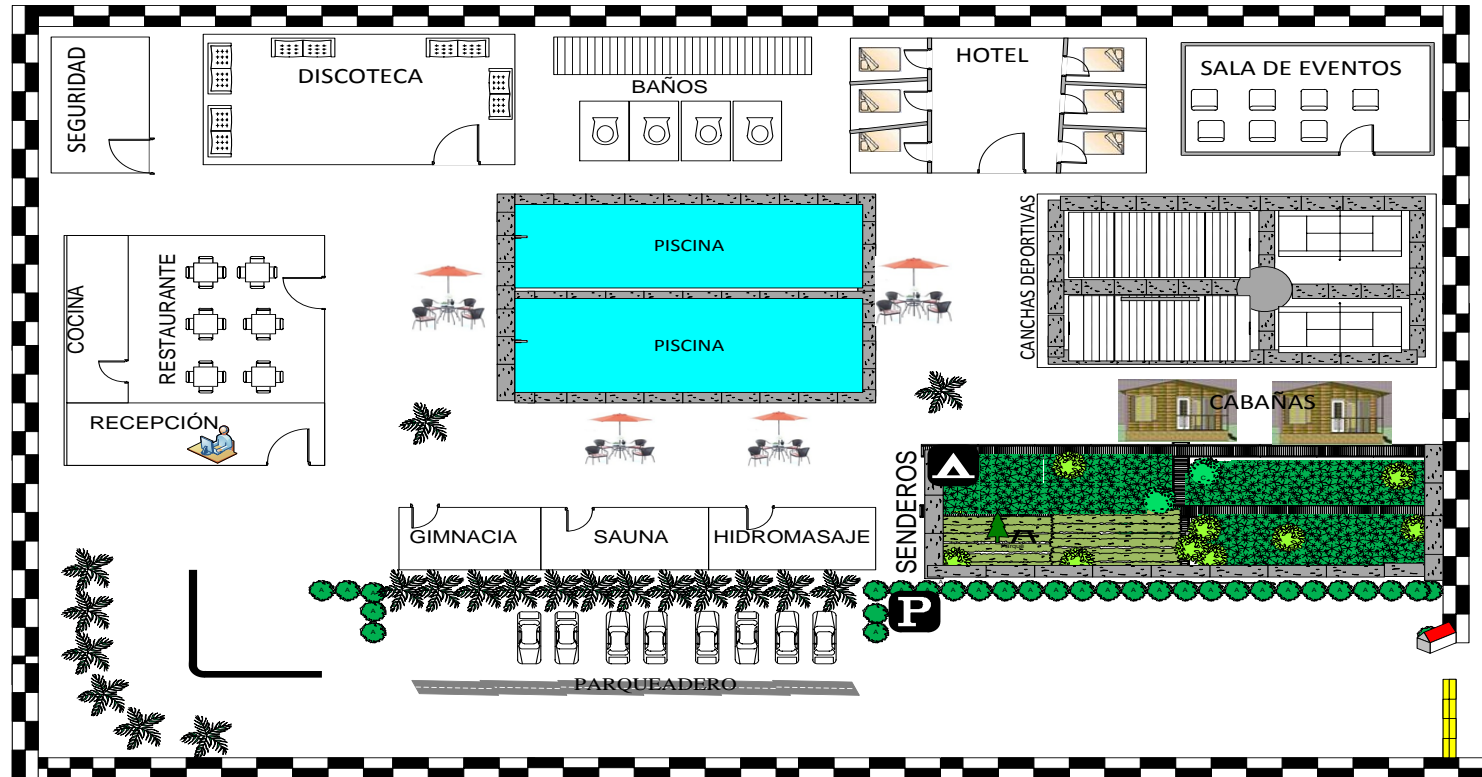 SEGURIDAD
DISCOTECA
BAÑOS
HOTEL
SALA DE EVENTOS
COCINA
RESTAURANTE
RECEPCIÓN
PISCINA
PISCINA
CANCHAS DEPORTIVAS
CABAÑAS
SENDEROS
GIMNACIA
SAUNA
HIDROMASAJE
P
PARQUEADERO